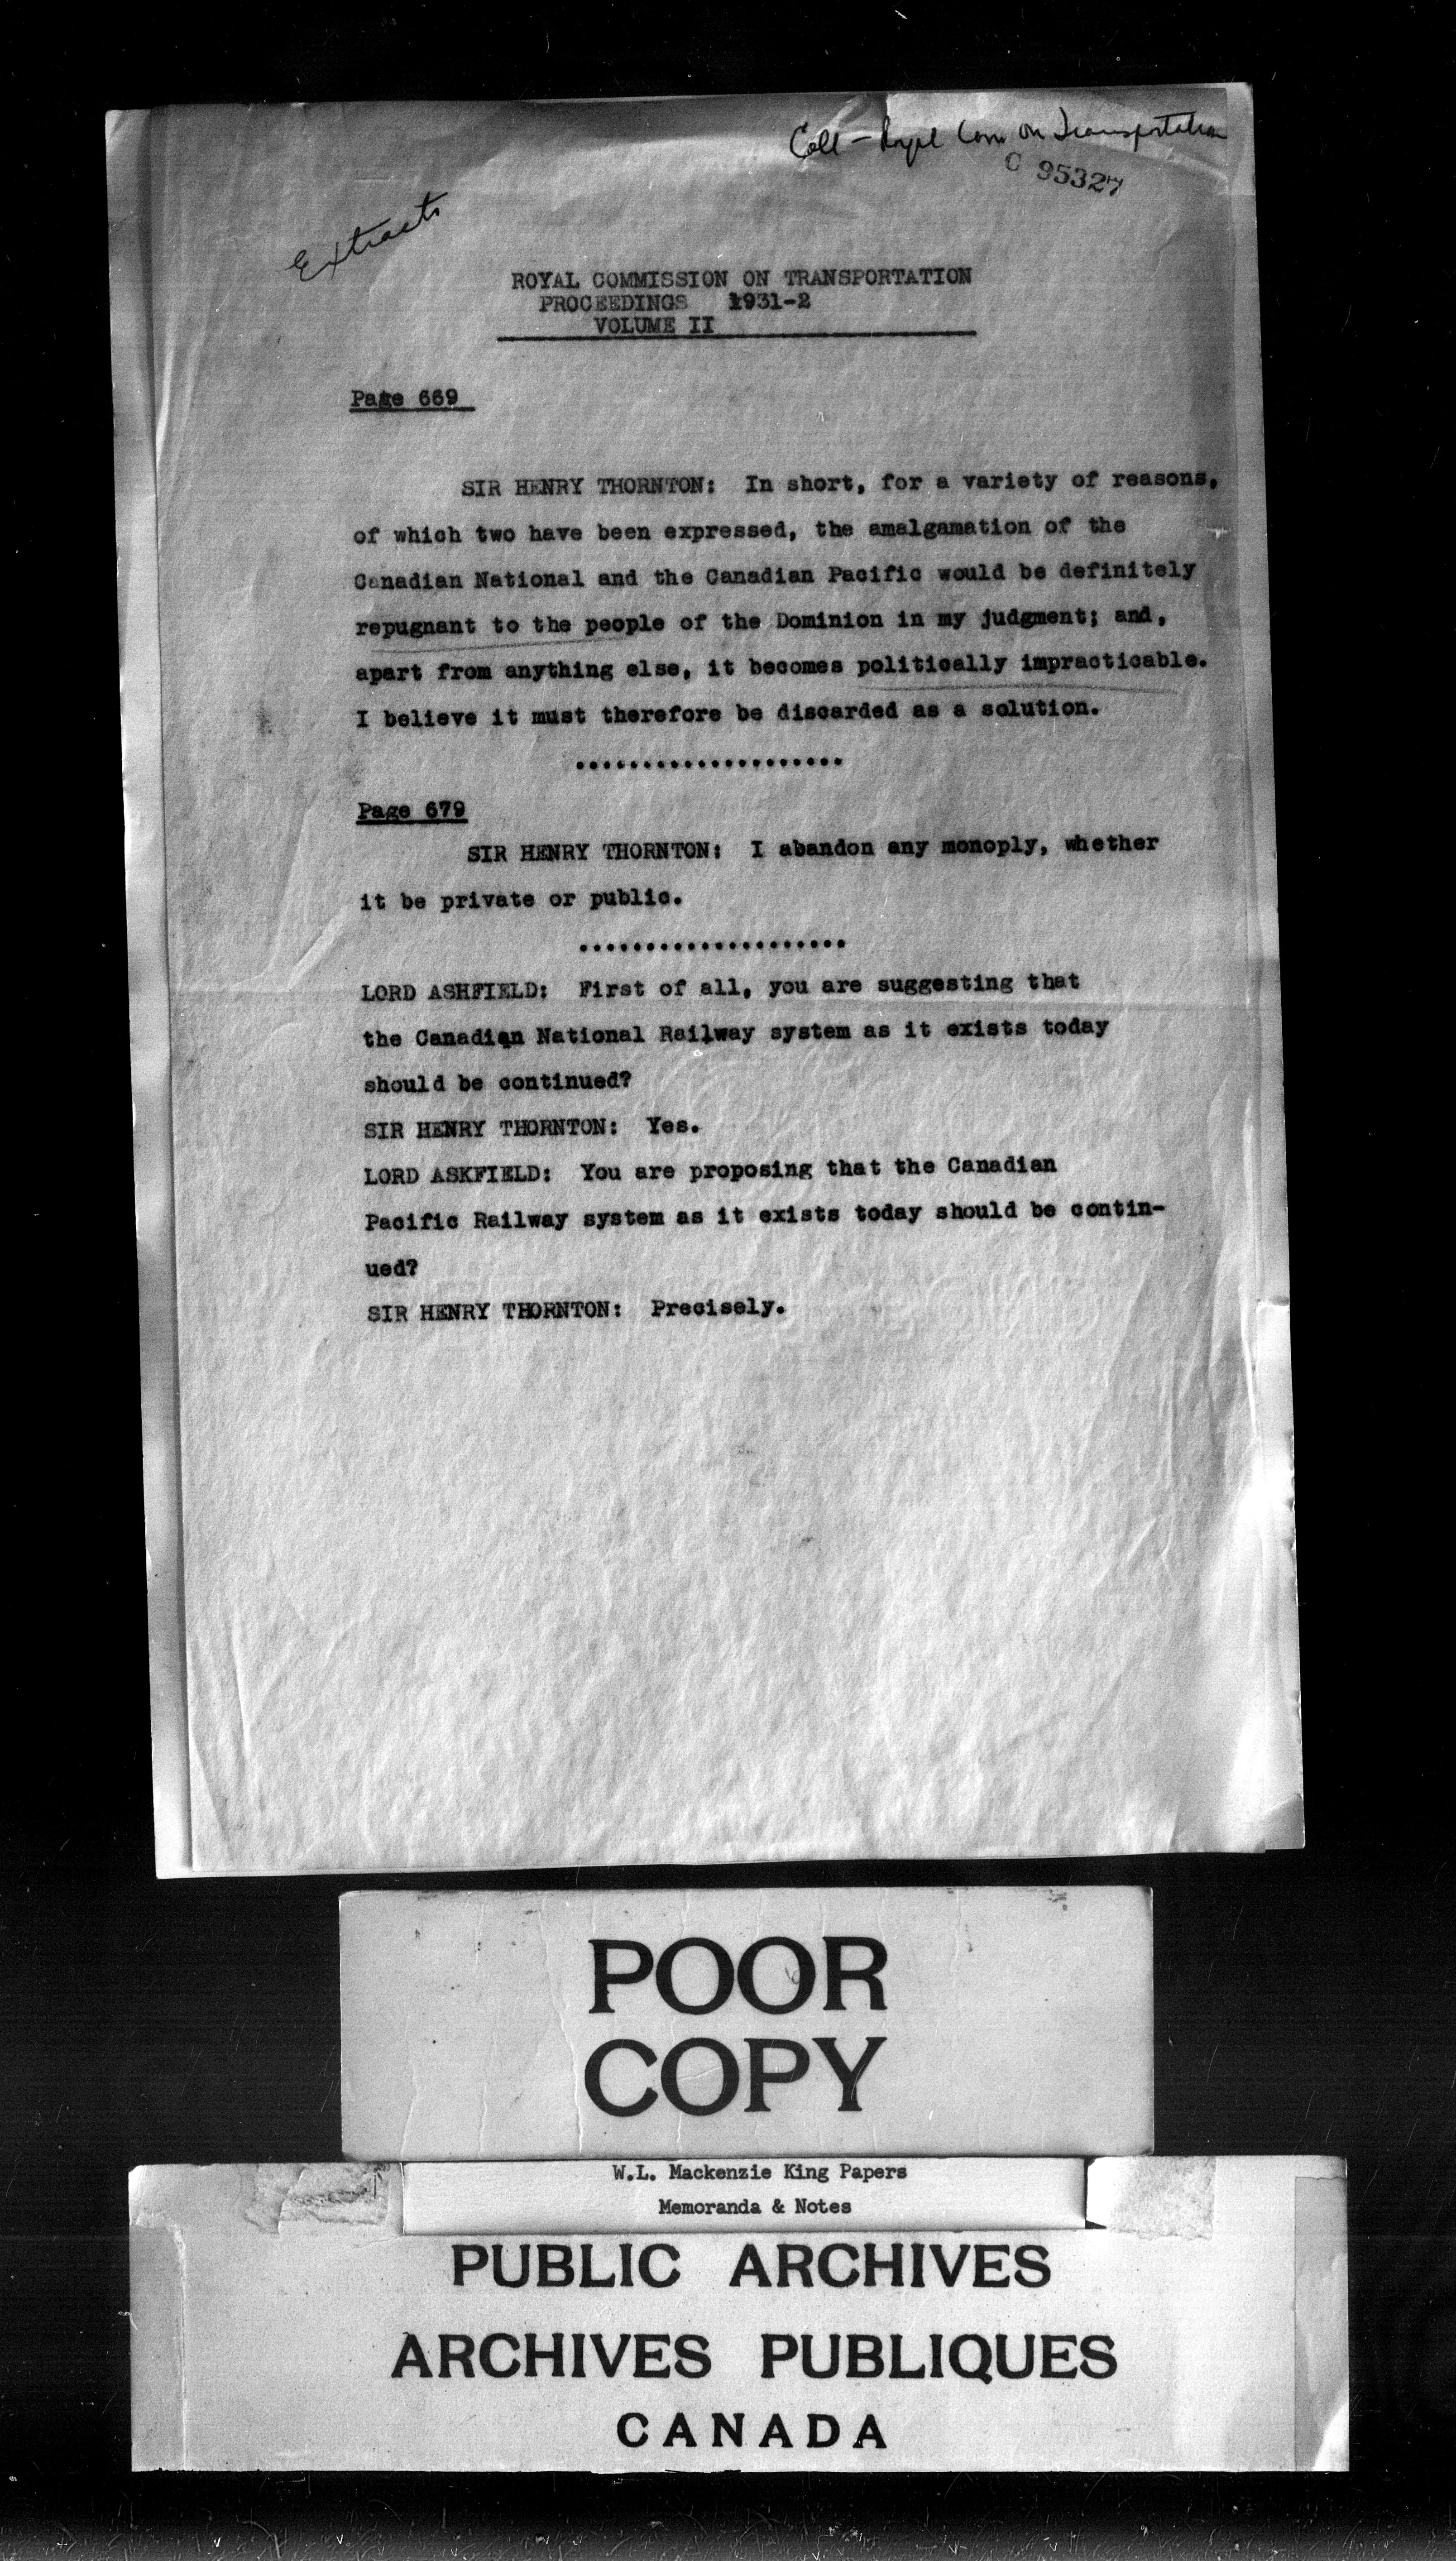 Coll - Royal Com on Transportation
C 95327
Extracts
ROYAL COMMISSION ON TRANSPORTATION
PROCEEDINGS 1931-2
VOLUME II
Page 669
SIR HENRY THORNTON: In short, for a variety of reasons,
of which two have been expressed, the amalgamation of the
Canadian National and the Canadian Pacific would be definitely
repugnant to the people of the Dominion in my judgment; and,
apart from anything else, it becomes politically impracticable.
I believe it must therefore be discarded as a solution.
....................
Page 679
SIR HENRY THORNTON: I abandon any monoply, whether
it be private or public.
....................
LORD ASHFIELD: First of all, you are suggesting that
the Canadian National Railway system as it exists today
should be continued?
SIR HENRY THORNTON: Yes.
LORD ASKFIELD: You are proposing that the Canadian
Pacific Railway system as it exists today should be contin-
ued?
SIR HENRY THORNTON: Precisely.
POOR
COPY
W.L. Mackenzie King Papers
Memoranda & Notes
PUBLIC ARCHIVES
ARCHIVES PUBLIQUES
CANADA